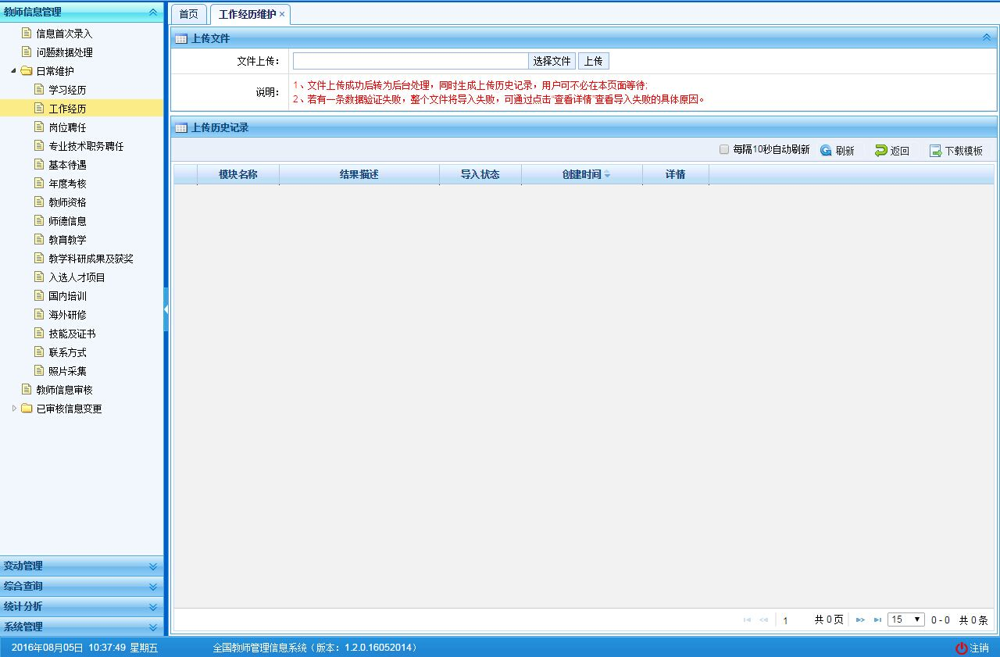 教师信息管理
信息首次录入
问题数据处理
日常维护
学习经历
工作经历
岗位聘任
专业技术职务聘任
基本待遇
年度考核
教师资格
师德信息
教育教学
教学科研成果及获奖
入选人才项目
国内培训
海外研修
技能及证书
联系方式
照片采集
教师信息审核
已审核信息变更
变动管理
综合查询
统计分析
系统管理
首页 工作经历维护 ×
上传文件
文件上传： 选择文件 上传
说明：
1、文件上传成功后转为后台处理，同时生成上传历史记录，用户可不必在本页面等待;
2、若有一条数据验证失败，整个文件将导入失败，可通过点击“查看详情”查看导入失败的具体原因。
上传历史记录
每隔10秒自动刷新 刷新 返回 下载模板
模块名称 结果描述 导入状态 创建时间 详情
1 共 0 页 15 0 - 0 共 0 条
2016年08月05日 10:37:49 星期五 全国教师管理信息系统（版本：1.2.0.16052014） 注销